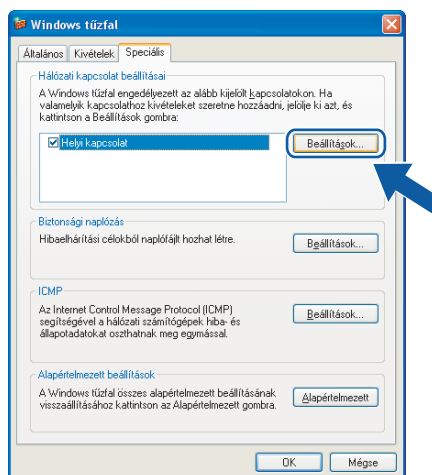 Windows tűzfal
Általános Kivételek Speciális
Hálózati kapcsolat beállításai
A Windows tűzfal engedélyezett az alább kijelölt kapcsolatokon. Ha
valamelyik kapcsolathoz kivételeket szeretne hozzáadni, jelölje ki azt, és
kattintson a Beállítások gombra:
Helyi kapcsolat
Beállítások...
Biztonsági naplózás
Hibaelhárítási célokból naplófájlt hozhat létre.
Beállítások...
ICMP
Az Internet Control Message Protocol (ICMP)
segítségével a hálózati számítógépek hiba- és
állapotadatokat oszthatnak meg egymással.
Beállítások...
Alapértelmezett beállítások
A Windows tűzfal összes alapértelmezett beállításának
visszaállításához kattintson az Alapértelmezett gombra.
Alapértelmezett
OK Mégse